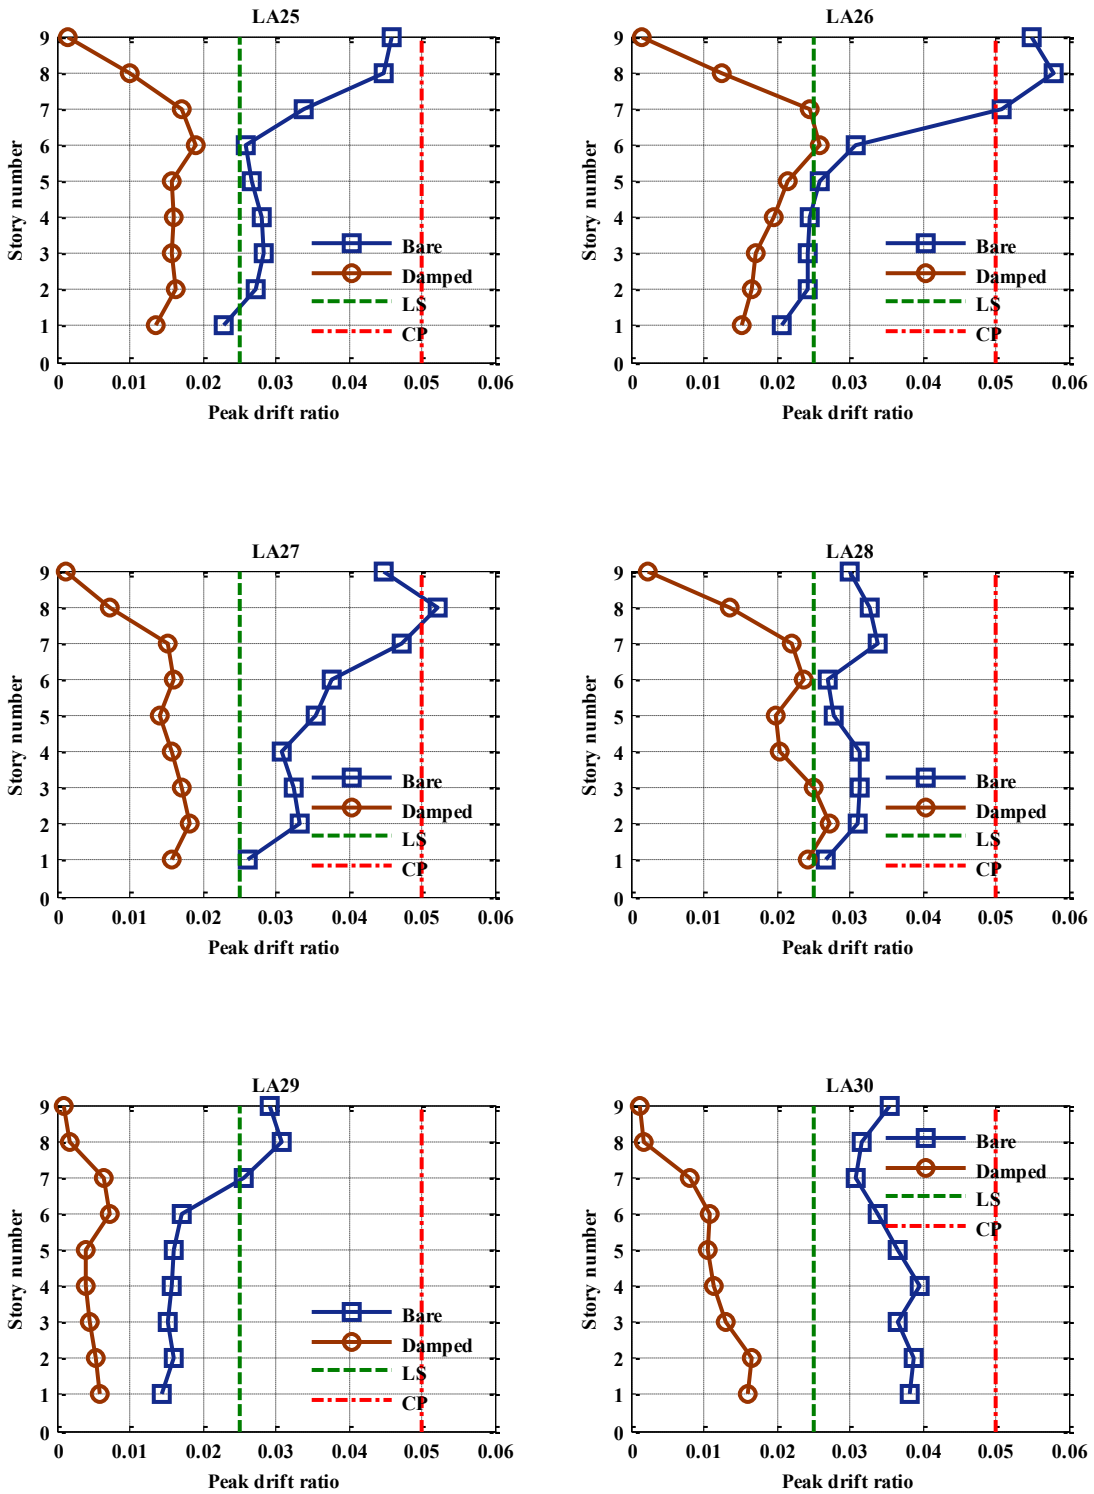 LA25
9
8
7
6
5
4
3
2
1
0
Story number
Bare
Damped
LS
CP
0 0.01 0.02 0.03 0.04 0.05 0.06
Peak drift ratio
LA26
9
8
7
6
5
4
3
2
1
0
Story number
Bare
Damped
LS
CP
0 0.01 0.02 0.03 0.04 0.05 0.06
Peak drift ratio
LA27
9
8
7
6
5
4
3
2
1
0
Story number
Bare
Damped
LS
CP
0 0.01 0.02 0.03 0.04 0.05 0.06
Peak drift ratio
LA28
9
8
7
6
5
4
3
2
1
0
Story number
Bare
Damped
LS
CP
0 0.01 0.02 0.03 0.04 0.05 0.06
Peak drift ratio
LA29
9
8
7
6
5
4
3
2
1
0
Story number
Bare
Damped
LS
CP
0 0.01 0.02 0.03 0.04 0.05 0.06
Peak drift ratio
LA30
9
8
7
6
5
4
3
2
1
0
Story number
Bare
Damped
LS
CP
0 0.01 0.02 0.03 0.04 0.05 0.06
Peak drift ratio